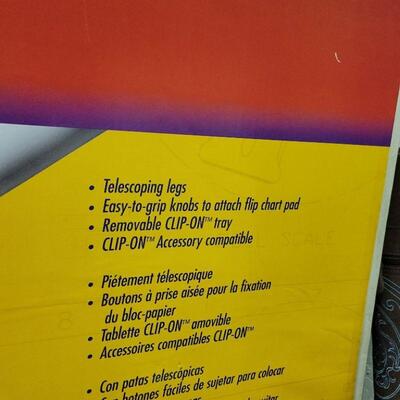 • Telescoping legs
• Easy-to-grip knobs to attach flip chart pad
• Removable CLIP-ON™ tray
• CLIP-ON™ Accessory compatible
SCALE
• Piétement télescopique
• Boutons à prise aisée pour la fixation
du bloc-papier
• Tablette CLIP-ON™ amovible
• Accessoires compatibles CLIP-ON™
• Con patas telescópicas
• Con botones fáciles de sujetar para colocar